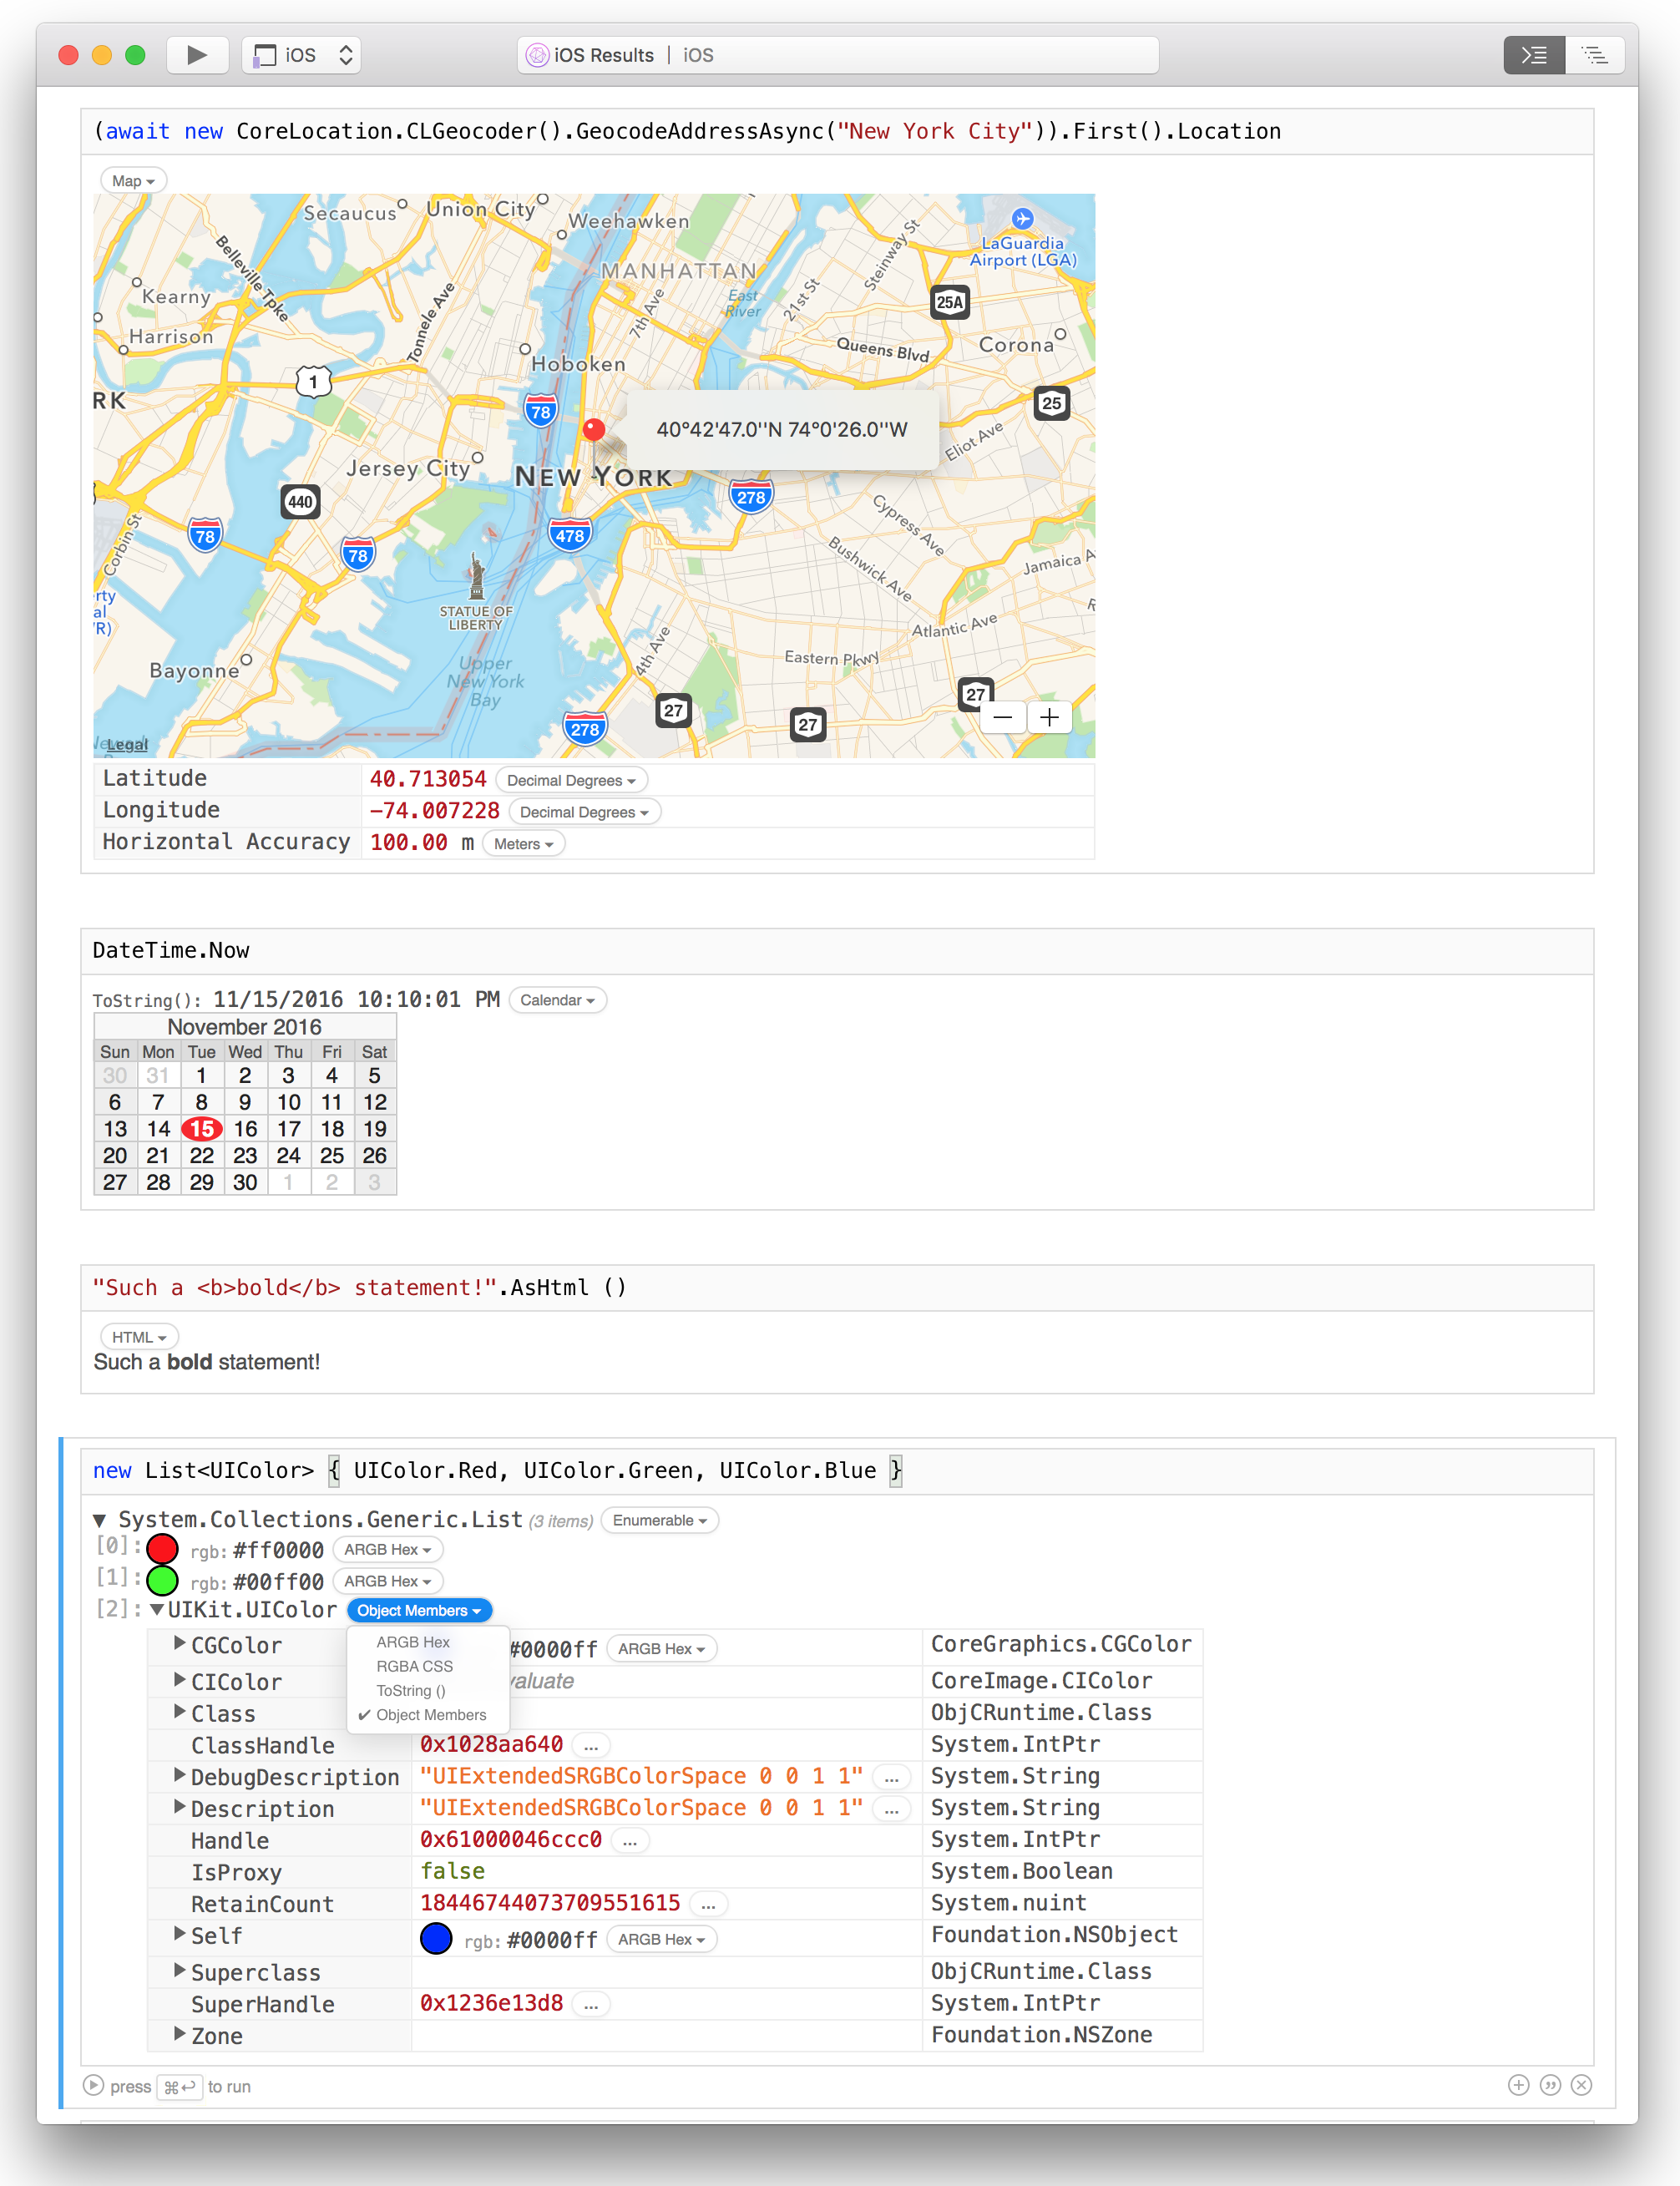 iOS
iOS Results | iOS
(await new CoreLocation.CLGeocoder().GeocodeAddressAsync("New York City")).First().Location
Map
Secaucus
Union City
Weehawken
LaGuardia
Airport (LGA)
MANHATTAN
Belleville Tpke
Steinway St
Kearny
East
River
21st St
7th Ave
25A
Tonnele Ave
Harrison
Queens Blvd
Corona
Hoboken
1
RK
78
25
40°42'47.0''N 74°0'26.0''W
Eliot Ave
Jersey City
NEW YORK
440
278
Cypress Ave
78
78
478
Corbin St
Bushwick Ave
Jamaica A
rty
al
'R)
STATUE OF
LIBERTY
R
Atlantic Ave
4th Ave
Eastern Pkwy
Bayonne
Upper
New York
Bay
27
27
27
278
Legal
Latitude 40.713054 Decimal Degrees
Longitude −74.007228 Decimal Degrees
Horizontal Accuracy 100.00 m Meters
DateTime.Now
ToString(): 11/15/2016 10:10:01 PM Calendar
November 2016
Sun Mon Tue Wed Thu Fri Sat
30 31 1 2 3 4 5
6 7 8 9 10 11 12
13 14 15 16 17 18 19
20 21 22 23 24 25 26
27 28 29 30 1 2 3
"Such a <b>bold</b> statement!".AsHtml ()
HTML
Such a bold statement!
new List<UIColor> { UIColor.Red, UIColor.Green, UIColor.Blue }
System.Collections.Generic.List (3 items) Enumerable
[0]: rgb: #ff0000 ARGB Hex
[1]: rgb: #00ff00 ARGB Hex
[2]: UIKit.UIColor Object Members
ARGB Hex
RGBA CSS
ToString ()
✔ Object Members
CGColor #0000ff ARGB Hex CoreGraphics.CGColor
CIColor valuate CoreImage.CIColor
Class ObjCRuntime.Class
ClassHandle 0x1028aa640 ... System.IntPtr
DebugDescription "UIExtendedSRGBColorSpace 0 0 1 1" ... System.String
Description "UIExtendedSRGBColorSpace 0 0 1 1" ... System.String
Handle 0x61000046ccc0 ... System.IntPtr
IsProxy false System.Boolean
RetainCount 18446744073709551615 ... System.nuint
Self rgb: #0000ff ARGB Hex Foundation.NSObject
Superclass ObjCRuntime.Class
SuperHandle 0x1236e13d8 ... System.IntPtr
Zone Foundation.NSZone
press ⌘↩ to run